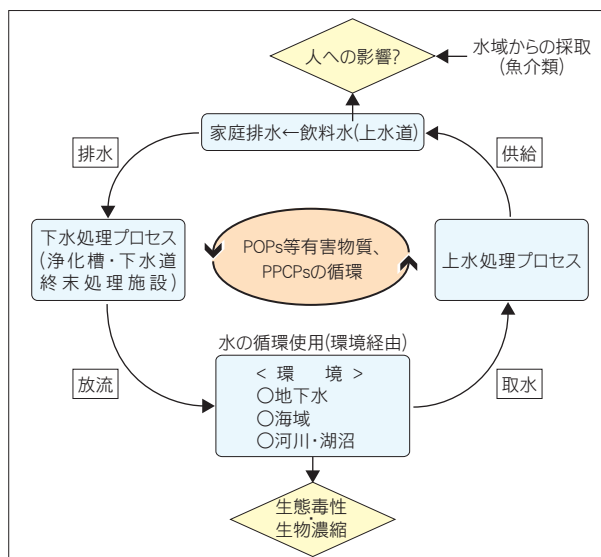 人への影響?
水域からの採取
(魚介類)
家庭排水←飲料水(上水道)
排水
供給
下水処理プロセス
(浄化槽・下水道
終末処理施設)
POPs等有害物質、
PPCPsの循環
上水処理プロセス
水の循環使用(環境経由)
放流
< 環 境 >
○地下水
○海域
○河川・湖沼
取水
生態毒性
・
生物濃縮